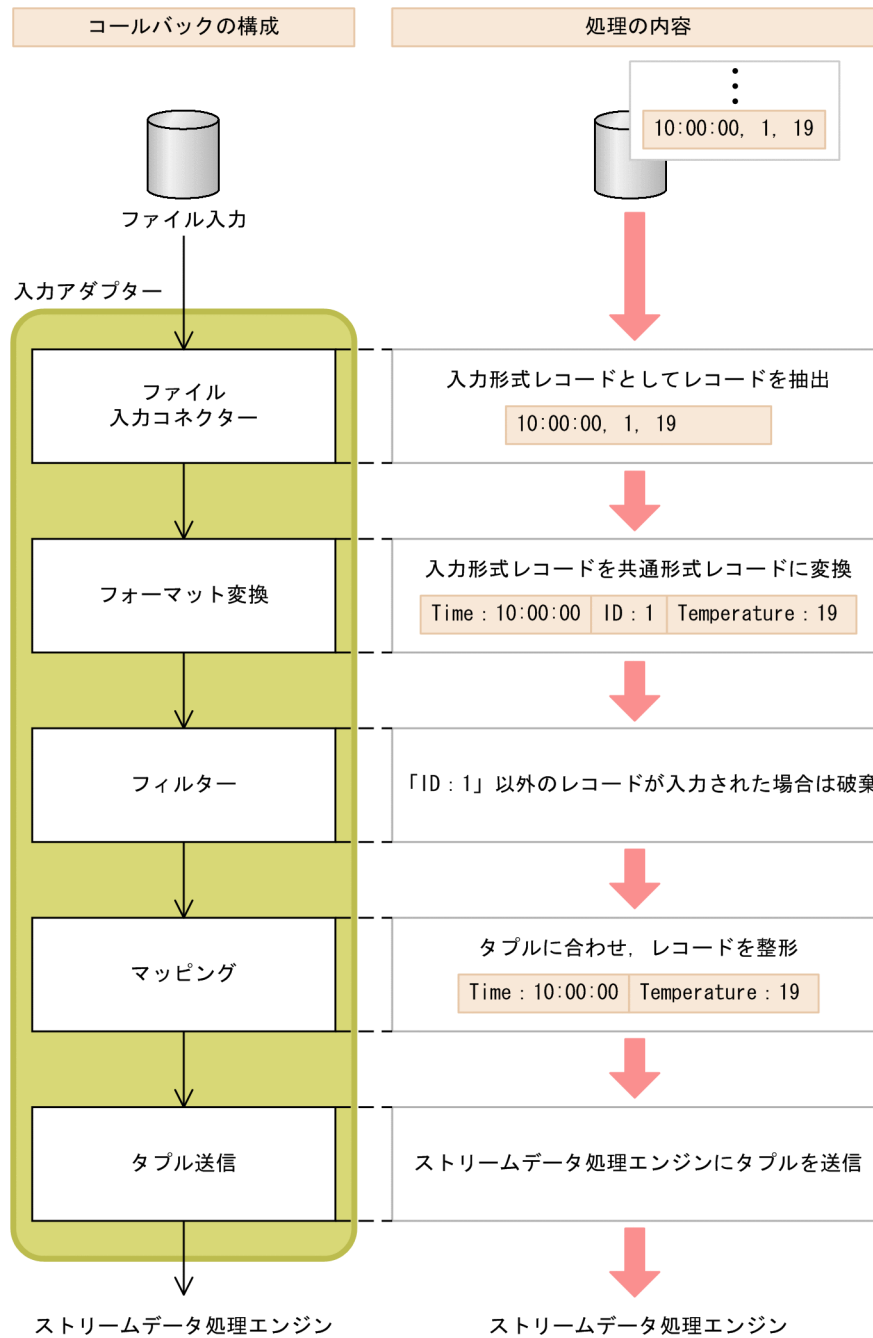 コールバックの構成
処理の内容
10:00:00, 1, 19
ファイル入力
入力アダプター
ファイル
入力コネクター
入力形式レコードとしてレコードを抽出
10:00:00, 1, 19
フォーマット変換
入力形式レコードを共通形式レコードに変換
Time：10:00:00 ID：1 Temperature：19
フィルター
「ID：1」以外のレコードが入力された場合は破棄
マッピング
タプルに合わせ，レコードを整形
Time：10:00:00 Temperature：19
タプル送信
ストリームデータ処理エンジンにタプルを送信
ストリームデータ処理エンジン
ストリームデータ処理エンジン